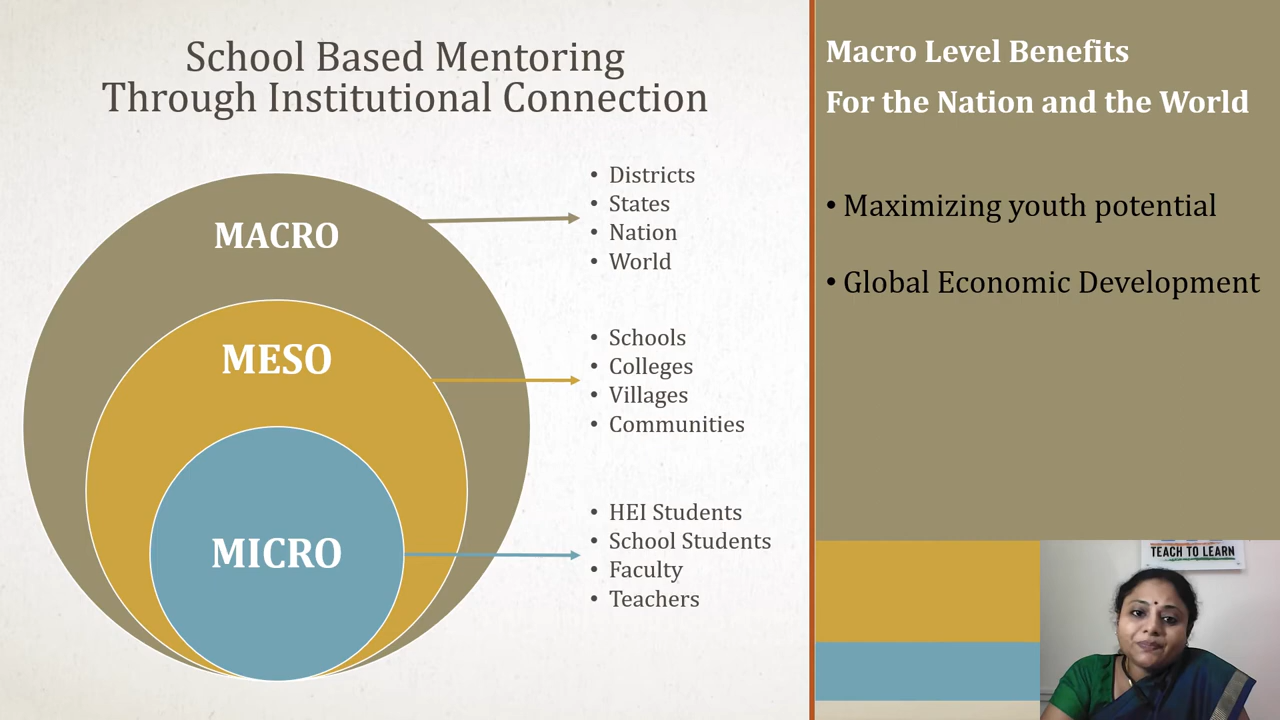 School Based Mentoring
Through Institutional Connection
MACRO
• Districts
• States
• Nation
• World
MESO
• Schools
• Colleges
• Villages
• Communities
MICRO
• HEI Students
• School Students
• Faculty
• Teachers
Macro Level Benefits
For the Nation and the World
• Maximizing youth potential
• Global Economic Development
TEACH TO LEARN